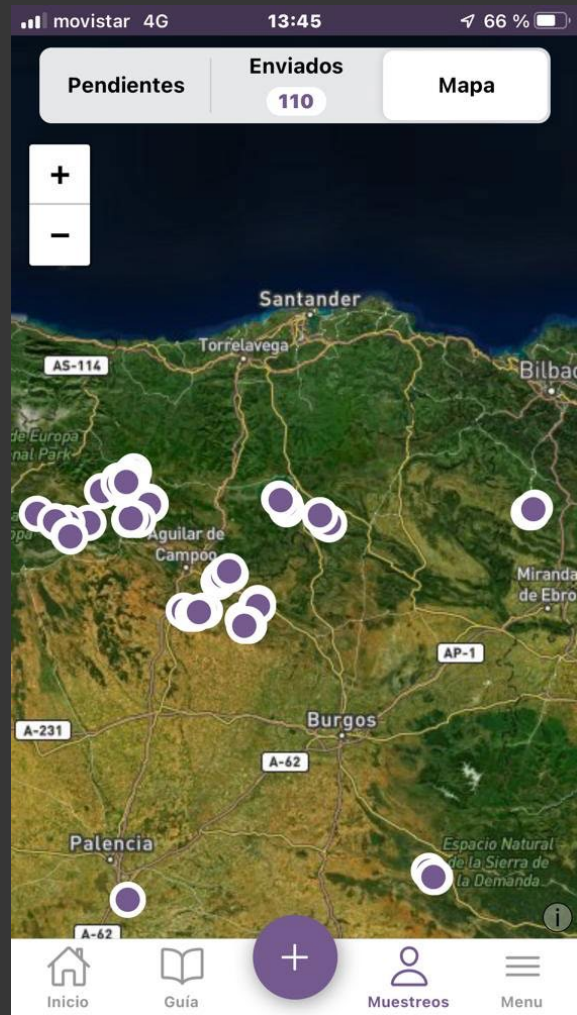 movistar 4G 13:45 66 %
Pendientes
Enviados
110
Mapa
+
−
Santander
Torrelavega
AS-114
Bilbao
de Europa
nal Park
opa
Aguilar de
Campoo
Miranda
de Ebro
AP-1
A-231
Burgos
A-62
Palencia
Espacio Natural
de la Sierra de
la Demanda
A-62
i
+
Inicio
Guía
Muestreos
Menu